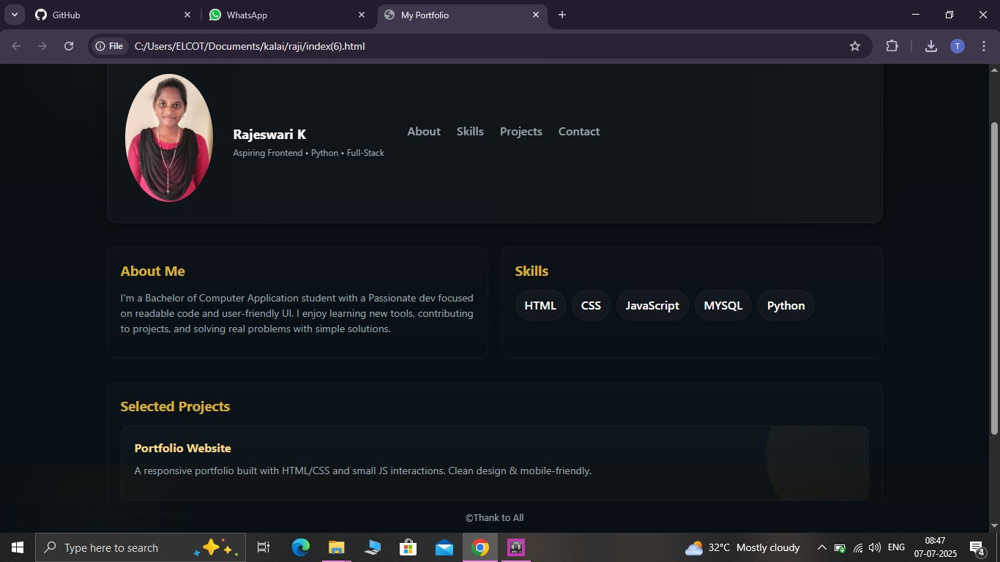 GitHub
WhatsApp
My Portfolio
File
C:/Users/ELCOT/Documents/kalai/raji/index(6).html
T
Rajeswari K
Aspiring Frontend • Python • Full-Stack
About Skills Projects Contact
About Me
I'm a Bachelor of Computer Application student with a Passionate dev focused
on readable code and user-friendly UI. I enjoy learning new tools, contributing
to projects, and solving real problems with simple solutions.
Skills
HTML CSS JavaScript MYSQL Python
Selected Projects
Portfolio Website
A responsive portfolio built with HTML/CSS and small JS interactions. Clean design & mobile-friendly.
©Thank to All
Type here to search
32°C Mostly cloudy
ENG
08:47
07-07-2025
4